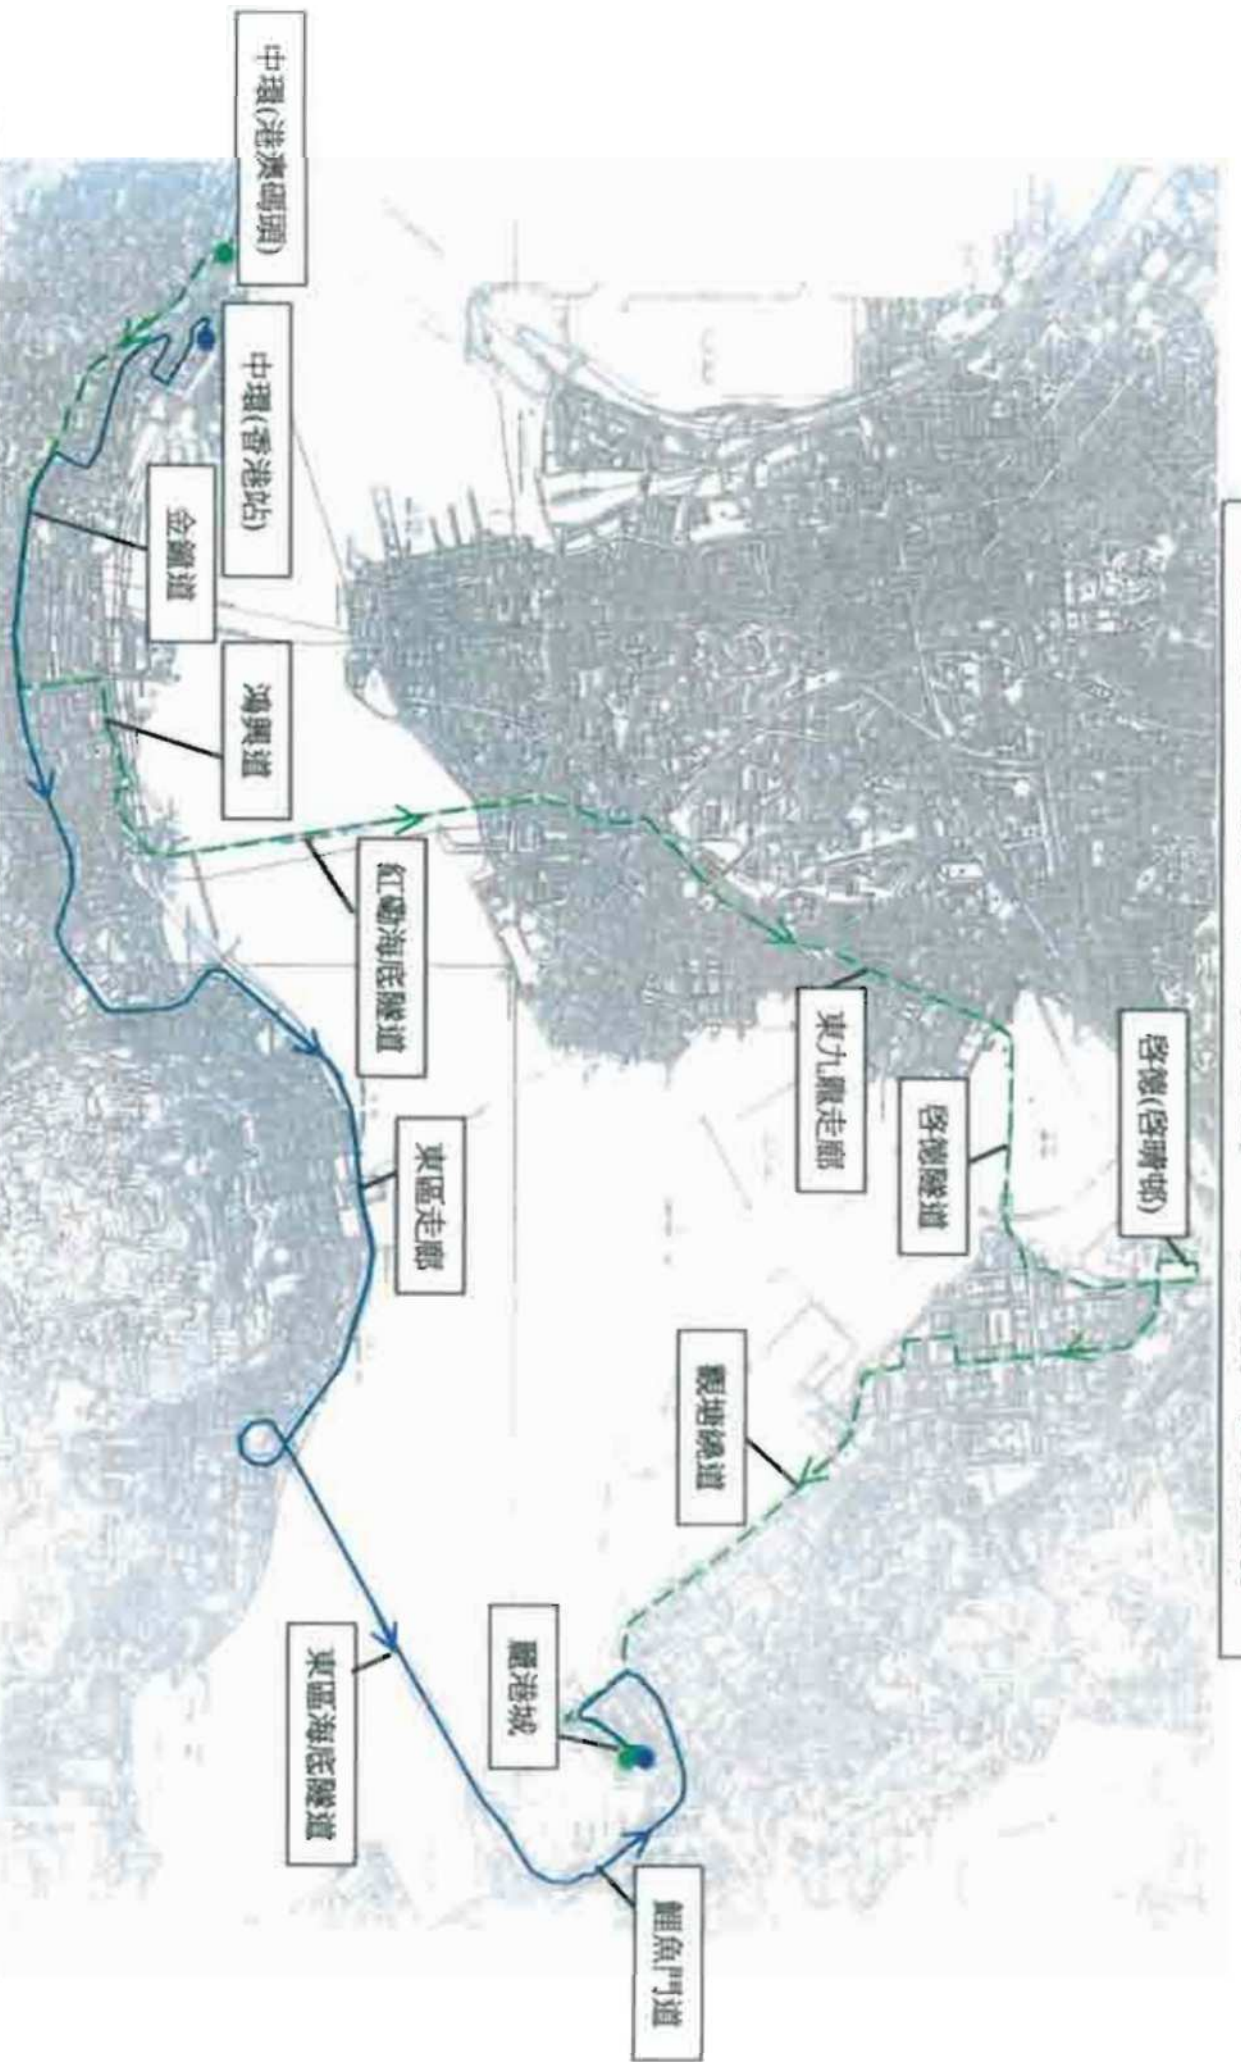 中環(港澳碼頭)
中環(香港站)
金鐘道
鴻興道
紅磡海底隧道
東區走廊
東九龍走廊
啓德隧道
啓德(啓晴邨)
觀塘繞道
麗港城
東區海底隧道
鯉魚門道